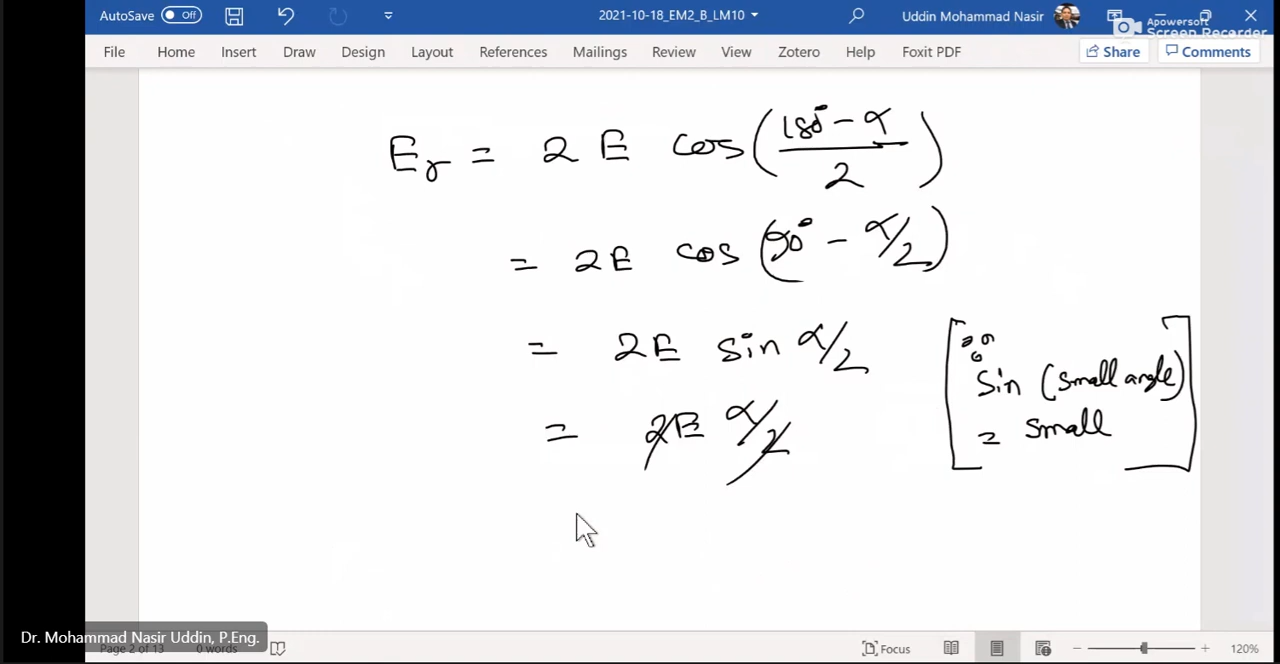 AutoSave Off 2021-10-18_EM2_B_LM10 Uddin Mohammad Nasir
Apowersoft
Screen Recorder
File Home Insert Draw Design Layout References Mailings Review View Zotero Help Foxit PDF Share Comments
Er = 2 E cos((180° - α)/2)
= 2E cos(90° - α/2)
= 2E sin α/2
= 2E α/2
[∵ sin (small angle)
= small]
Dr. Mohammad Nasir Uddin, P.Eng.
Page 2 of 13 0 words Focus 120%